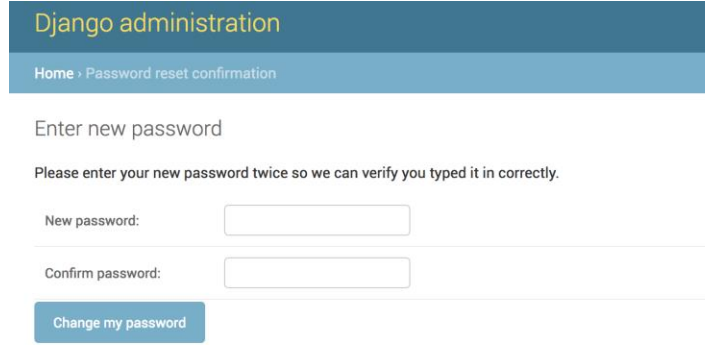 Django administration
Home › Password reset confirmation
Enter new password
Please enter your new password twice so we can verify you typed it in correctly.
New password:
Confirm password:
Change my password